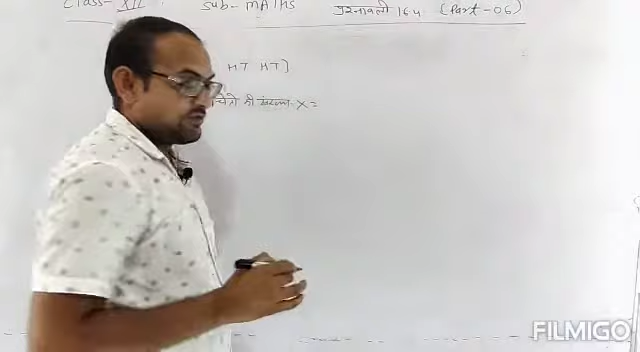 Class- XII Sub- MATHS प्रश्नावली 16.4 (Part-06)
HT HT]
की संख्या X=
FILMIGO